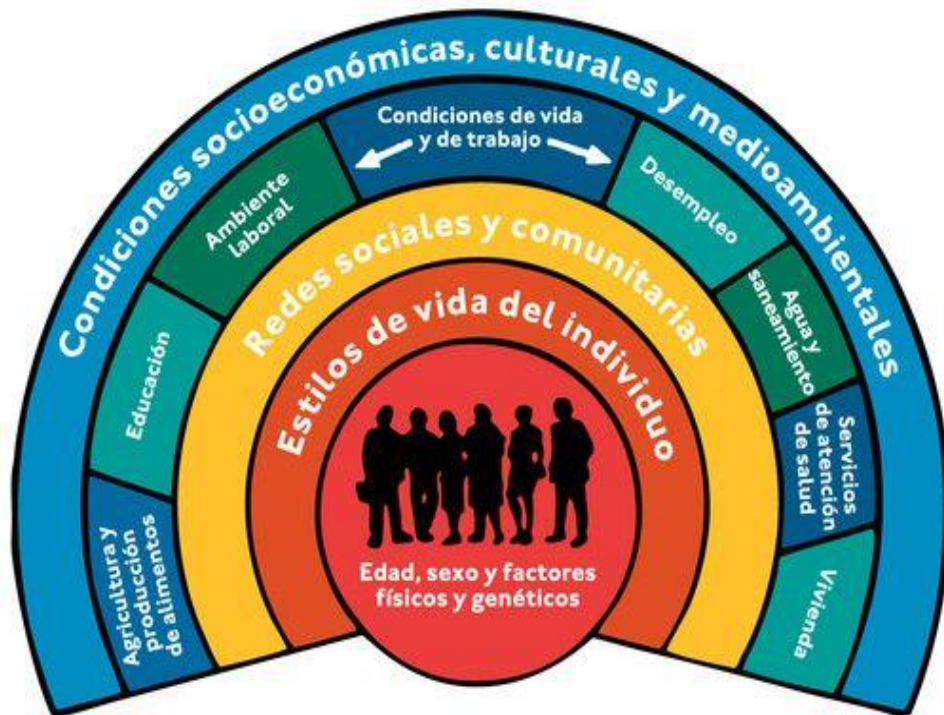 Condiciones socioeconómicas, culturales y medioambientales
Condiciones de vida
y de trabajo
Ambiente
laboral
Desempleo
Educación
Agua y
saneamiento
Agricultura y
producción
de alimentos
Servicios
de atención
de salud
Vivienda
Redes sociales y comunitarias
Estilos de vida del individuo
Edad, sexo y factores
físicos y genéticos